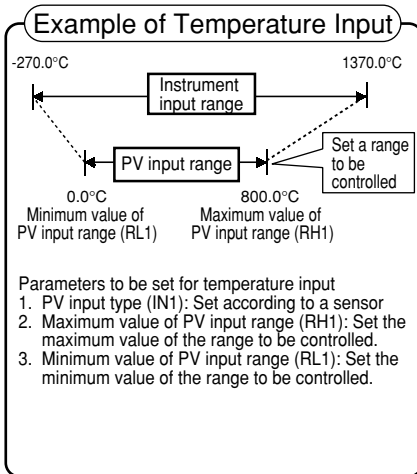 Example of Temperature Input
-270.0°C
1370.0°C
Instrument
input range
PV input range
Set a range
to be
controlled
0.0°C
Minimum value of
PV input range (RL1)
800.0°C
Maximum value of
PV input range (RH1)
Parameters to be set for temperature input
1. PV input type (IN1): Set according to a sensor
2. Maximum value of PV input range (RH1): Set the
maximum value of the range to be controlled.
3. Minimum value of PV input range (RL1): Set the
minimum value of the range to be controlled.